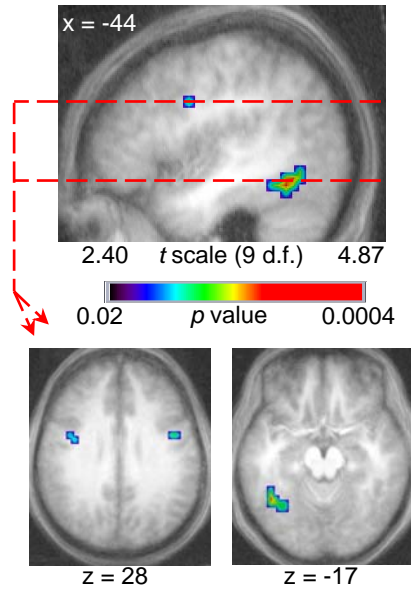 x = -44
2.40 t scale (9 d.f.) 4.87
0.02 p value 0.0004
z = 28 z = -17